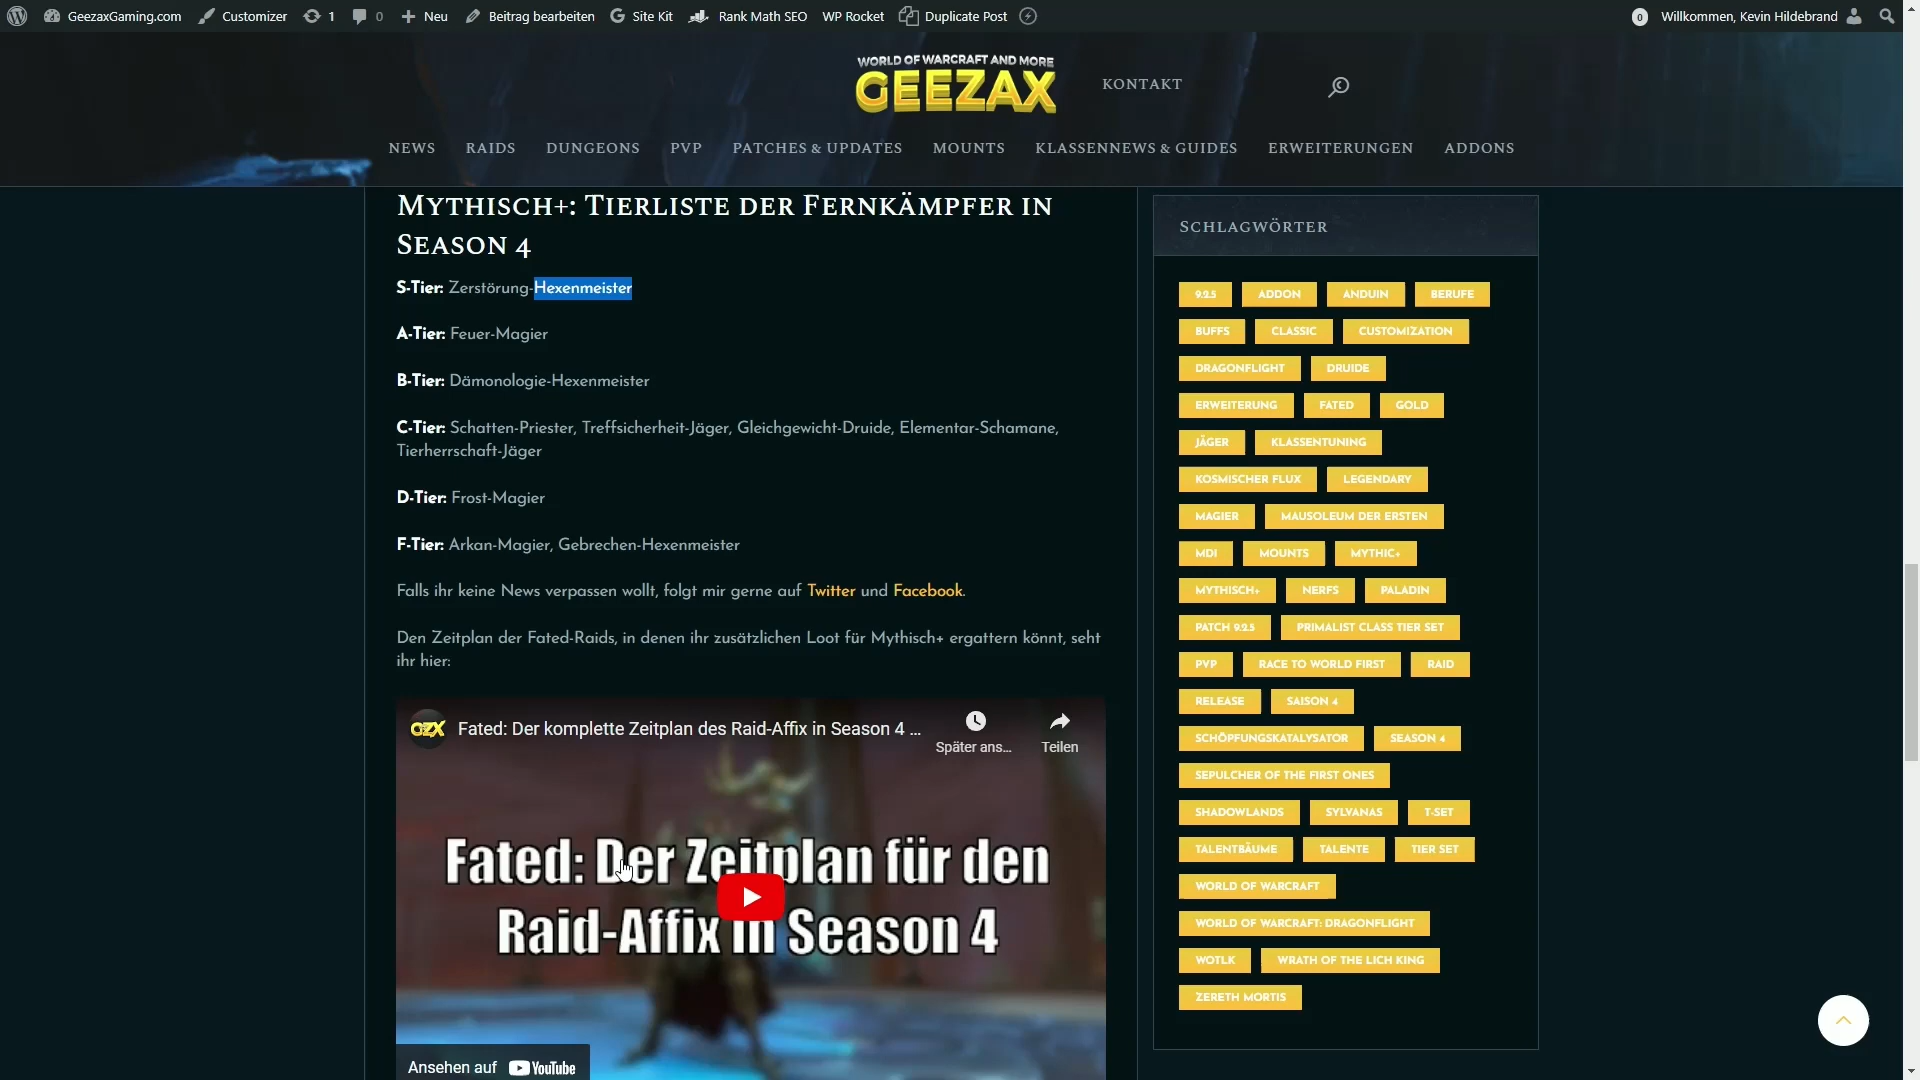 GeezaxGaming.com Customizer 1 0 Neu Beitrag bearbeiten Site Kit Rank Math SEO WP Rocket Duplicate Post 0 Willkommen, Kevin Hildebrand
WORLD OF WARCRAFT AND MORE
GEEZAX
KONTAKT
NEWS RAIDS DUNGEONS PVP PATCHES & UPDATES MOUNTS KLASSENNEWS & GUIDES ERWEITERUNGEN ADDONS
Mythisch+: Tierliste der Fernkämpfer in
Season 4
S-Tier: Zerstörung-Hexenmeister
A-Tier: Feuer-Magier
B-Tier: Dämonologie-Hexenmeister
C-Tier: Schatten-Priester, Treffsicherheit-Jäger, Gleichgewicht-Druide, Elementar-Schamane,
Tierherrschaft-Jäger
D-Tier: Frost-Magier
F-Tier: Arkan-Magier, Gebrechen-Hexenmeister
Falls ihr keine News verpassen wollt, folgt mir gerne auf Twitter und Facebook.
Den Zeitplan der Fated-Raids, in denen ihr zusätzlichen Loot für Mythisch+ ergattern könnt, seht
ihr hier:
GZX Fated: Der komplette Zeitplan des Raid-Affix in Season 4 ...
Später ans... Teilen
Fated: Der Zeitplan für den
Raid-Affix in Season 4
Ansehen auf YouTube
Schlagwörter
9.2.5 ADDON ANDUIN BERUFE
BUFFS CLASSIC CUSTOMIZATION
DRAGONFLIGHT DRUIDE
ERWEITERUNG FATED GOLD
JÄGER KLASSENTUNING
KOSMISCHER FLUX LEGENDARY
MAGIER MAUSOLEUM DER ERSTEN
MDI MOUNTS MYTHIC+
MYTHISCH+ NERFS PALADIN
PATCH 9.2.5 PRIMALIST CLASS TIER SET
PVP RACE TO WORLD FIRST RAID
RELEASE SAISON 4
SCHÖPFUNGSKATALYSATOR SEASON 4
SEPULCHER OF THE FIRST ONES
SHADOWLANDS SYLVANAS T-SET
TALENTBÄUME TALENTE TIER SET
WORLD OF WARCRAFT
WORLD OF WARCRAFT: DRAGONFLIGHT
WOTLK WRATH OF THE LICH KING
ZERETH MORTIS